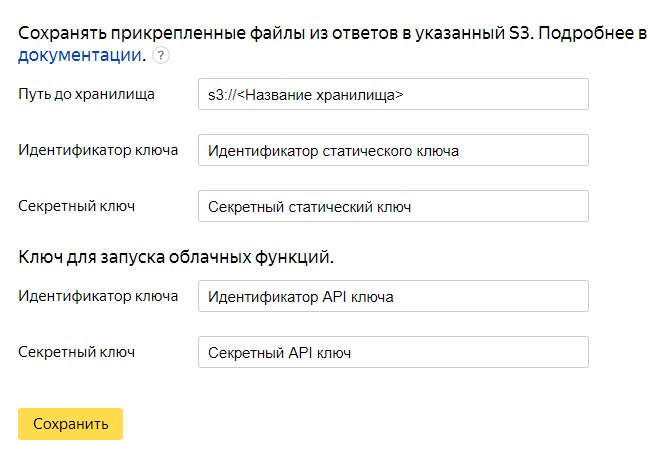 Сохранять прикрепленные файлы из ответов в указанный S3. Подробнее в
документации. ?
Путь до хранилища s3://<Название хранилища>
Идентификатор ключа Идентификатор статического ключа
Секретный ключ Секретный статический ключ
Ключ для запуска облачных функций.
Идентификатор ключа Идентификатор API ключа
Секретный ключ Секретный API ключ
Сохранить